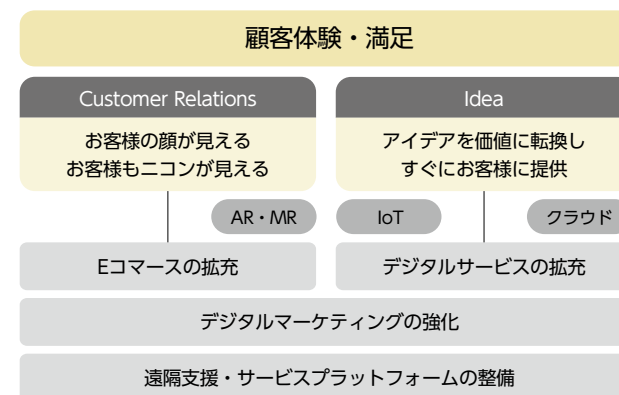 顧客体験・満足
Customer Relations
お客様の顔が見える
お客様もニコンが見える
Idea
アイデアを価値に転換し
すぐにお客様に提供
AR・MR
IoT
クラウド
Eコマースの拡充
デジタルサービスの拡充
デジタルマーケティングの強化
遠隔支援・サービスプラットフォームの整備